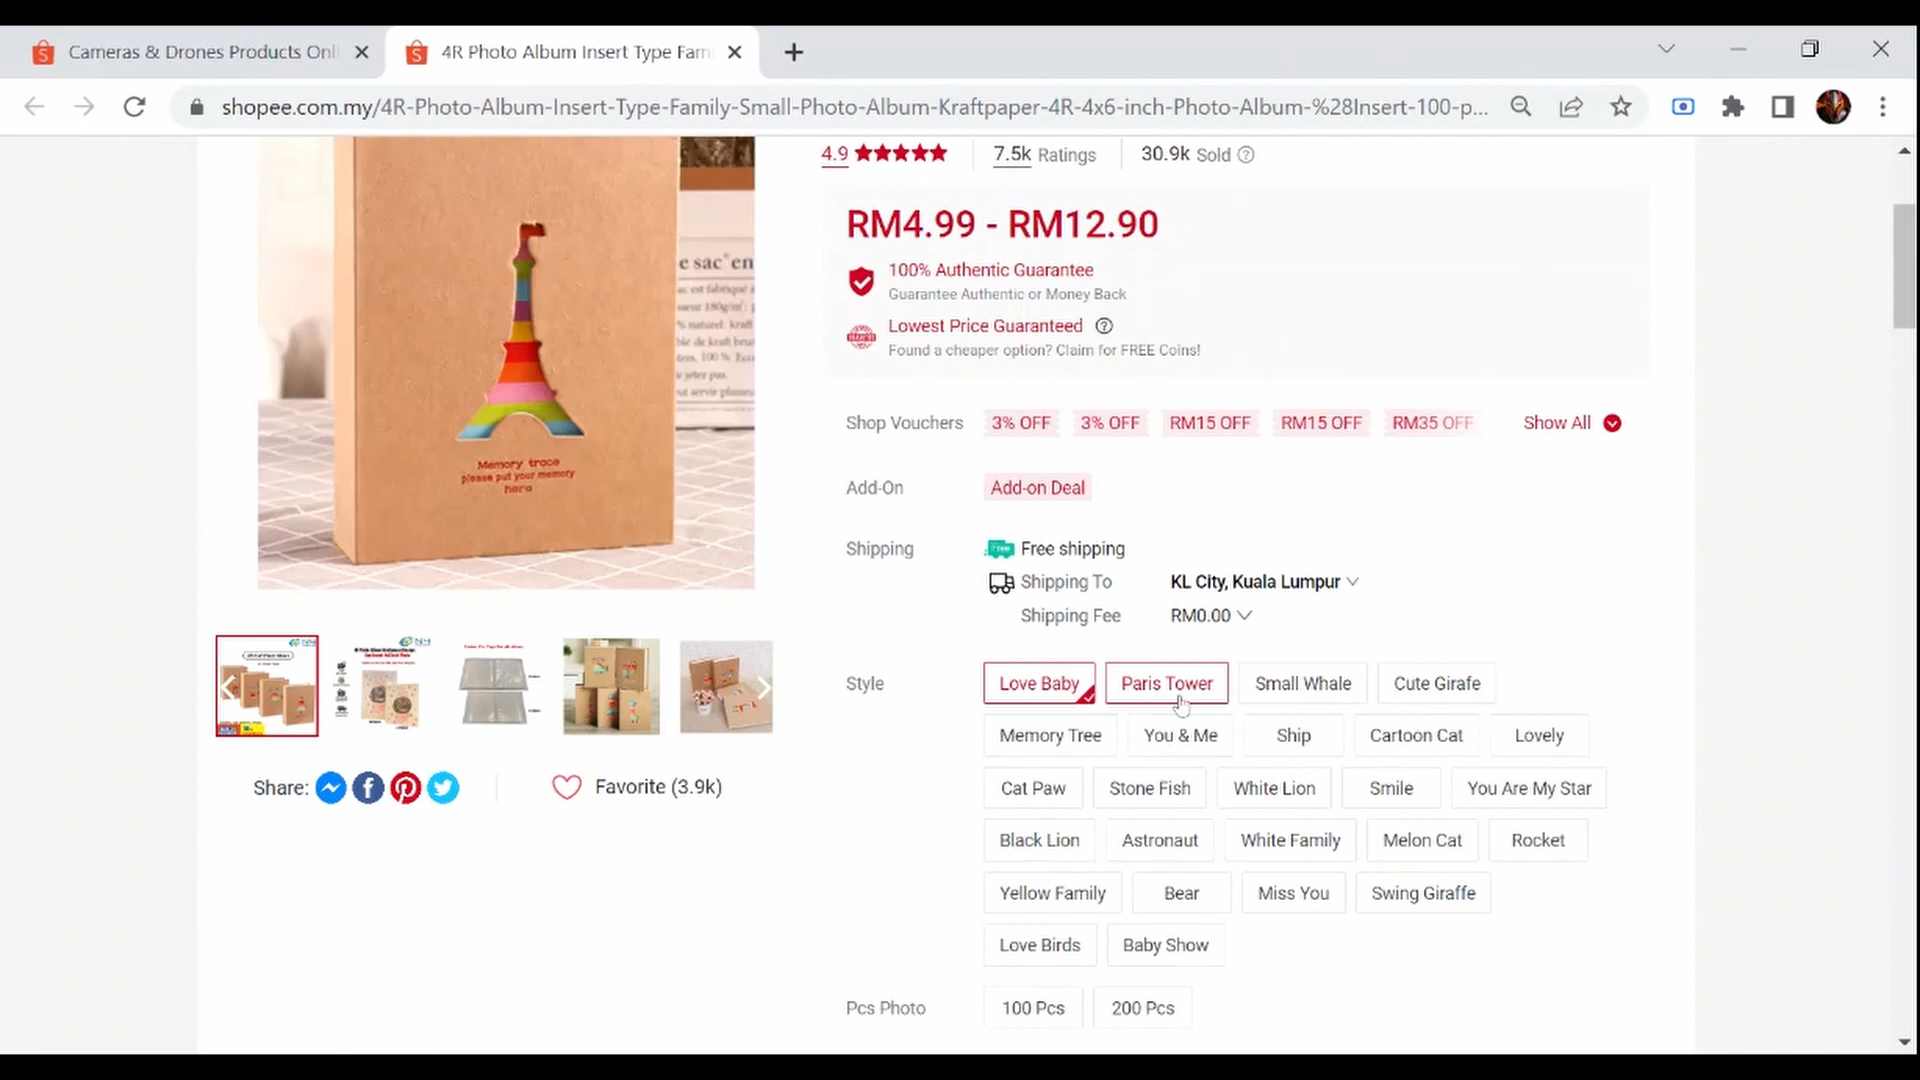 Cameras & Drones Products Onli
4R Photo Album Insert Type Fam
shopee.com.my/4R-Photo-Album-Insert-Type-Family-Small-Photo-Album-Kraftpaper-4R-4x6-inch-Photo-Album-%28Insert-100-p...
4.9 7.5k Ratings 30.9k Sold
RM4.99 - RM12.90
100% Authentic Guarantee
Guarantee Authentic or Money Back
Lowest Price Guaranteed
Found a cheaper option? Claim for FREE Coins!
e sac en
Memory trace
please put your memory
here
Shop Vouchers 3% OFF 3% OFF RM15 OFF RM15 OFF RM35 OFF Show All
Add-On Add-on Deal
Shipping Free shipping
Shipping To KL City, Kuala Lumpur
Shipping Fee RM0.00
Style Love Baby Paris Tower Small Whale Cute Girafe
Memory Tree You & Me Ship Cartoon Cat Lovely
Cat Paw Stone Fish White Lion Smile You Are My Star
Black Lion Astronaut White Family Melon Cat Rocket
Yellow Family Bear Miss You Swing Giraffe
Love Birds Baby Show
Pcs Photo 100 Pcs 200 Pcs
Share: Favorite (3.9k)